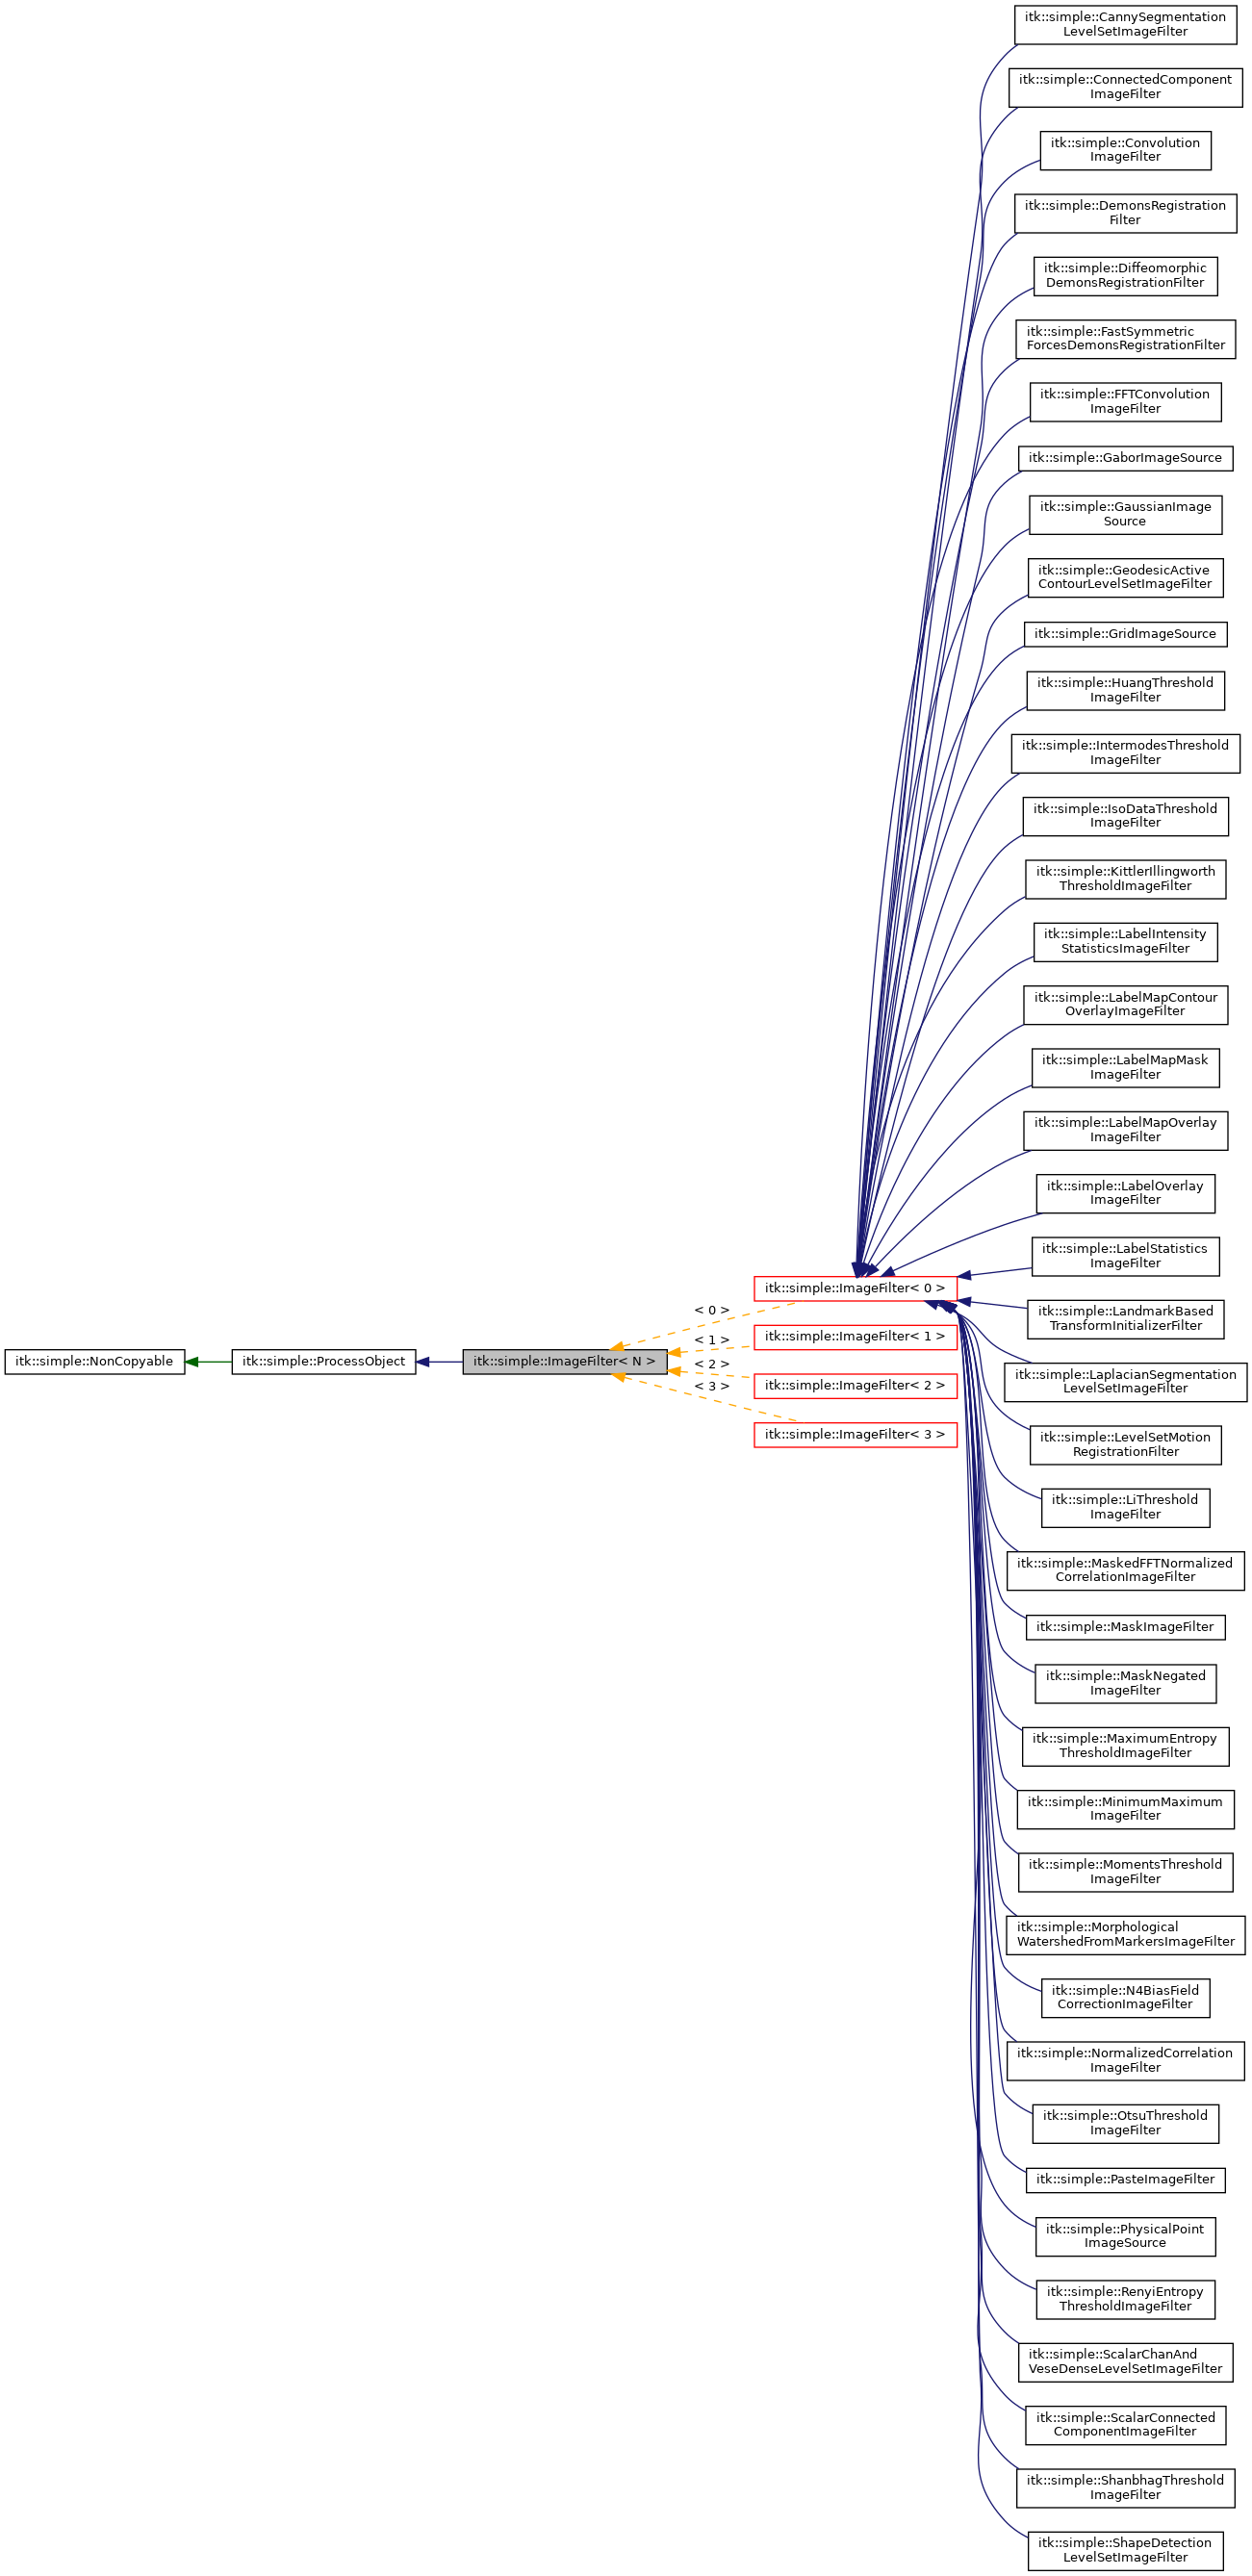 itk::simple::CannySegmentation
LevelSetImageFilter
itk::simple::ConnectedComponent
ImageFilter
itk::simple::Convolution
ImageFilter
itk::simple::DemonsRegistration
Filter
itk::simple::Diffeomorphic
DemonsRegistrationFilter
itk::simple::FastSymmetric
ForcesDemonsRegistrationFilter
itk::simple::FFTConvolution
ImageFilter
itk::simple::GaborImageSource
itk::simple::GaussianImage
Source
itk::simple::GeodesicActive
ContourLevelSetImageFilter
itk::simple::GridImageSource
itk::simple::HuangThreshold
ImageFilter
itk::simple::IntermodesThreshold
ImageFilter
itk::simple::IsoDataThreshold
ImageFilter
itk::simple::KittlerIllingworth
ThresholdImageFilter
itk::simple::LabelIntensity
StatisticsImageFilter
itk::simple::LabelMapContour
OverlayImageFilter
itk::simple::LabelMapMask
ImageFilter
itk::simple::LabelMapOverlay
ImageFilter
itk::simple::LabelOverlay
ImageFilter
itk::simple::LabelStatistics
ImageFilter
itk::simple::ImageFilter< 0 >
< 0 >
itk::simple::LandmarkBased
TransformInitializerFilter
itk::simple::ImageFilter< 1 >
< 1 >
itk::simple::NonCopyable
itk::simple::ProcessObject
itk::simple::ImageFilter< N >
< 2 >
itk::simple::ImageFilter< 2 >
< 3 >
itk::simple::LaplacianSegmentation
LevelSetImageFilter
itk::simple::ImageFilter< 3 >
itk::simple::LevelSetMotion
RegistrationFilter
itk::simple::LiThreshold
ImageFilter
itk::simple::MaskedFFTNormalized
CorrelationImageFilter
itk::simple::MaskImageFilter
itk::simple::MaskNegated
ImageFilter
itk::simple::MaximumEntropy
ThresholdImageFilter
itk::simple::MinimumMaximum
ImageFilter
itk::simple::MomentsThreshold
ImageFilter
itk::simple::Morphological
WatershedFromMarkersImageFilter
itk::simple::N4BiasField
CorrectionImageFilter
itk::simple::NormalizedCorrelation
ImageFilter
itk::simple::OtsuThreshold
ImageFilter
itk::simple::PasteImageFilter
itk::simple::PhysicalPoint
ImageSource
itk::simple::RenyiEntropy
ThresholdImageFilter
itk::simple::ScalarChanAnd
VeseDenseLevelSetImageFilter
itk::simple::ScalarConnected
ComponentImageFilter
itk::simple::ShanbhagThreshold
ImageFilter
itk::simple::ShapeDetection
LevelSetImageFilter